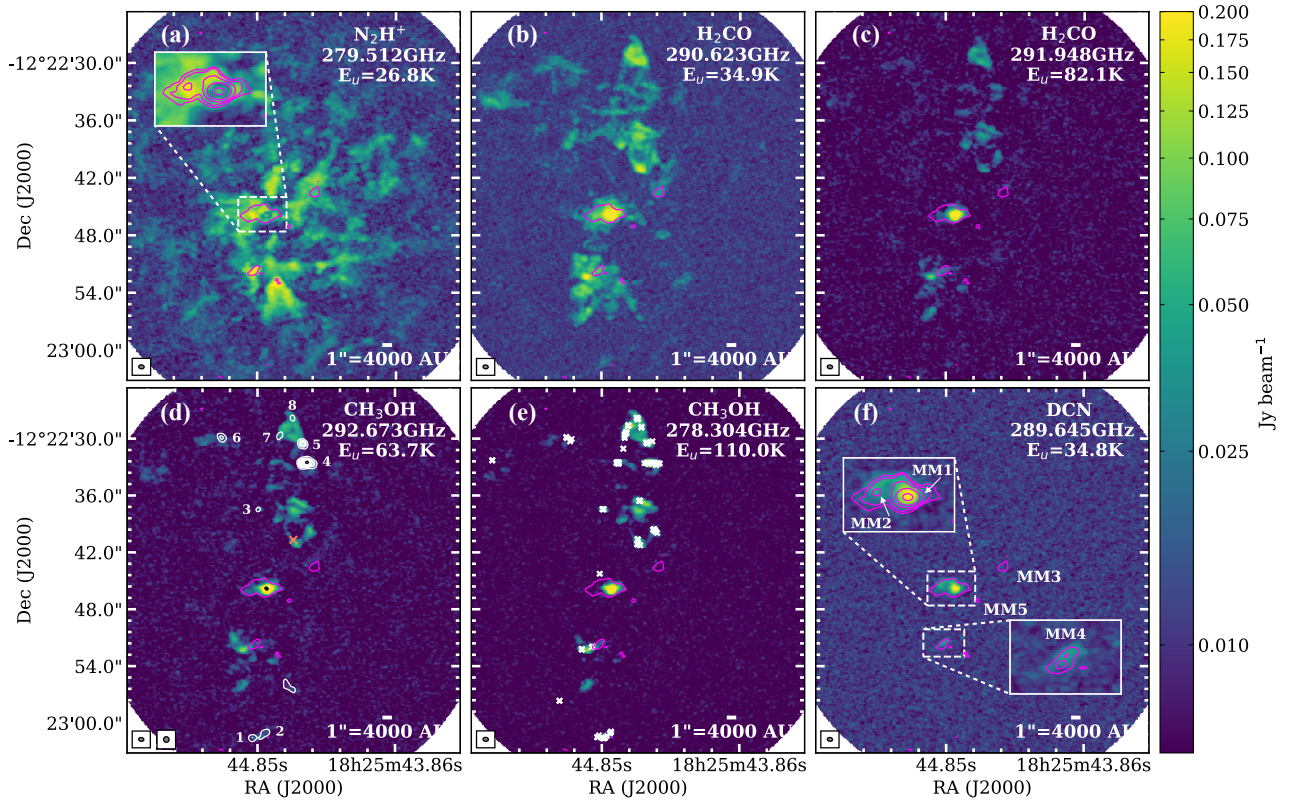 (a)
N₂H⁺
279.512GHz
Eᵤ=26.8K
1"=4000 AU
(b)
H₂CO
290.623GHz
Eᵤ=34.9K
1"=4000 AU
(c)
H₂CO
291.948GHz
Eᵤ=82.1K
1"=4000 AU
-12°22'30.0"
36.0"
42.0"
48.0"
54.0"
23'00.0"
Dec (J2000)
(d)
CH₃OH
292.673GHz
Eᵤ=63.7K
8
7
6
5
4
3
1
2
1"=4000 AU
(e)
CH₃OH
278.304GHz
Eᵤ=110.0K
1"=4000 AU
(f)
DCN
289.645GHz
Eᵤ=34.8K
MM1
MM2
MM3
MM5
MM4
1"=4000 AU
-12°22'30.0"
36.0"
42.0"
48.0"
54.0"
23'00.0"
Dec (J2000)
44.85s
18h25m43.86s
RA (J2000)
44.85s
18h25m43.86s
RA (J2000)
44.85s
18h25m43.86s
RA (J2000)
0.200
0.175
0.150
0.125
0.100
0.075
0.050
0.025
0.010
Jy beam⁻¹